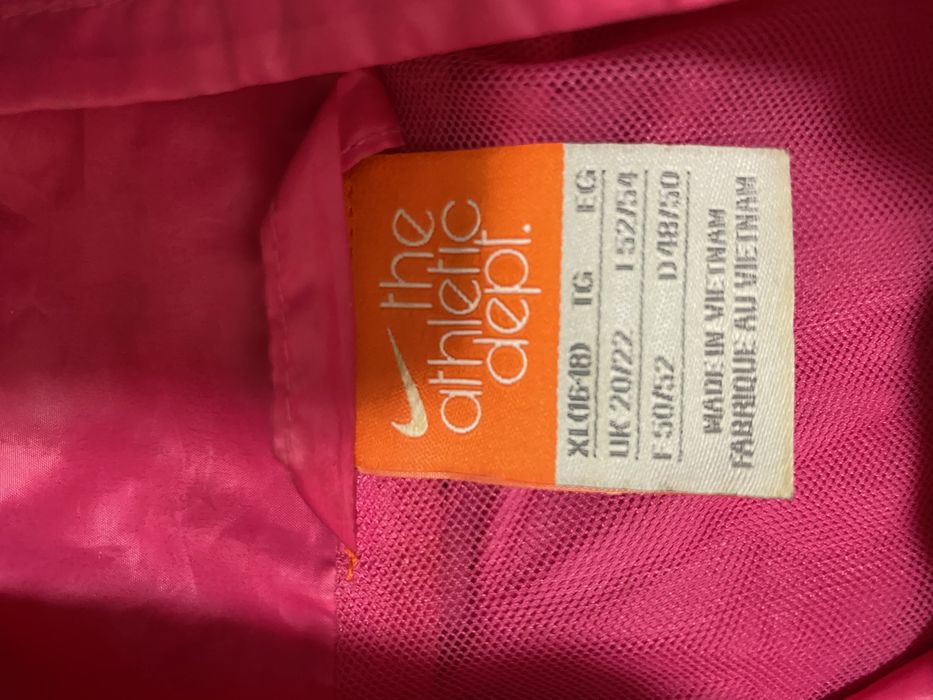 the
athletic
dept.
XL(16-18) TG EG
UK 20/22 I 52/54
F 50/52 D 48/50
MADE IN VIETNAM
FABRIQUE AU VIETNAM